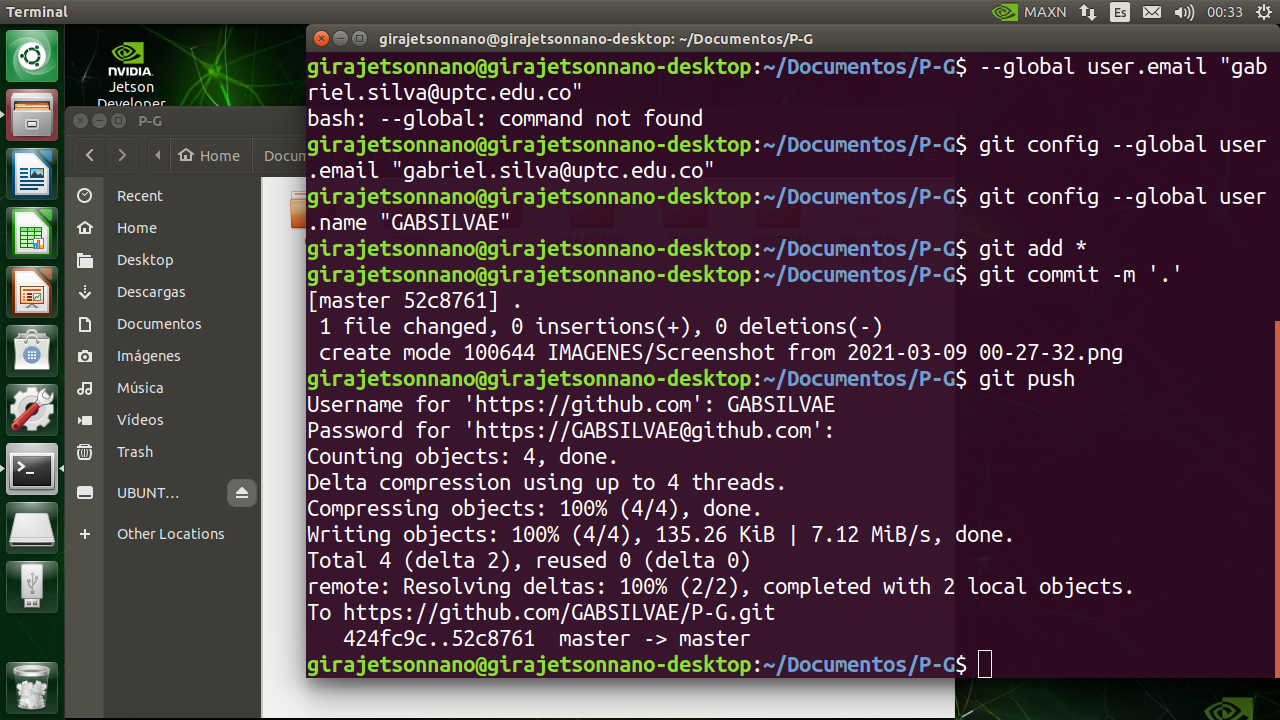 Terminal
MAXN
Es
00:33
NVIDIA.
Jetson
Developer
P-G
Home
Docum
Recent
Home
Desktop
Descargas
Documentos
Imágenes
Música
Vídeos
Trash
UBUNT…
Other Locations
girajetsonnano@girajetsonnano-desktop: ~/Documentos/P-G
girajetsonnano@girajetsonnano-desktop:~/Documentos/P-G$ --global user.email "gab
riel.silva@uptc.edu.co"
bash: --global: command not found
girajetsonnano@girajetsonnano-desktop:~/Documentos/P-G$ git config --global user
.email "gabriel.silva@uptc.edu.co"
girajetsonnano@girajetsonnano-desktop:~/Documentos/P-G$ git config --global user
.name "GABSILVAE"
girajetsonnano@girajetsonnano-desktop:~/Documentos/P-G$ git add *
girajetsonnano@girajetsonnano-desktop:~/Documentos/P-G$ git commit -m '.'
[master 52c8761] .
 1 file changed, 0 insertions(+), 0 deletions(-)
 create mode 100644 IMAGENES/Screenshot from 2021-03-09 00-27-32.png
girajetsonnano@girajetsonnano-desktop:~/Documentos/P-G$ git push
Username for 'https://github.com': GABSILVAE
Password for 'https://GABSILVAE@github.com':
Counting objects: 4, done.
Delta compression using up to 4 threads.
Compressing objects: 100% (4/4), done.
Writing objects: 100% (4/4), 135.26 KiB | 7.12 MiB/s, done.
Total 4 (delta 2), reused 0 (delta 0)
remote: Resolving deltas: 100% (2/2), completed with 2 local objects.
To https://github.com/GABSILVAE/P-G.git
   424fc9c..52c8761  master -> master
girajetsonnano@girajetsonnano-desktop:~/Documentos/P-G$